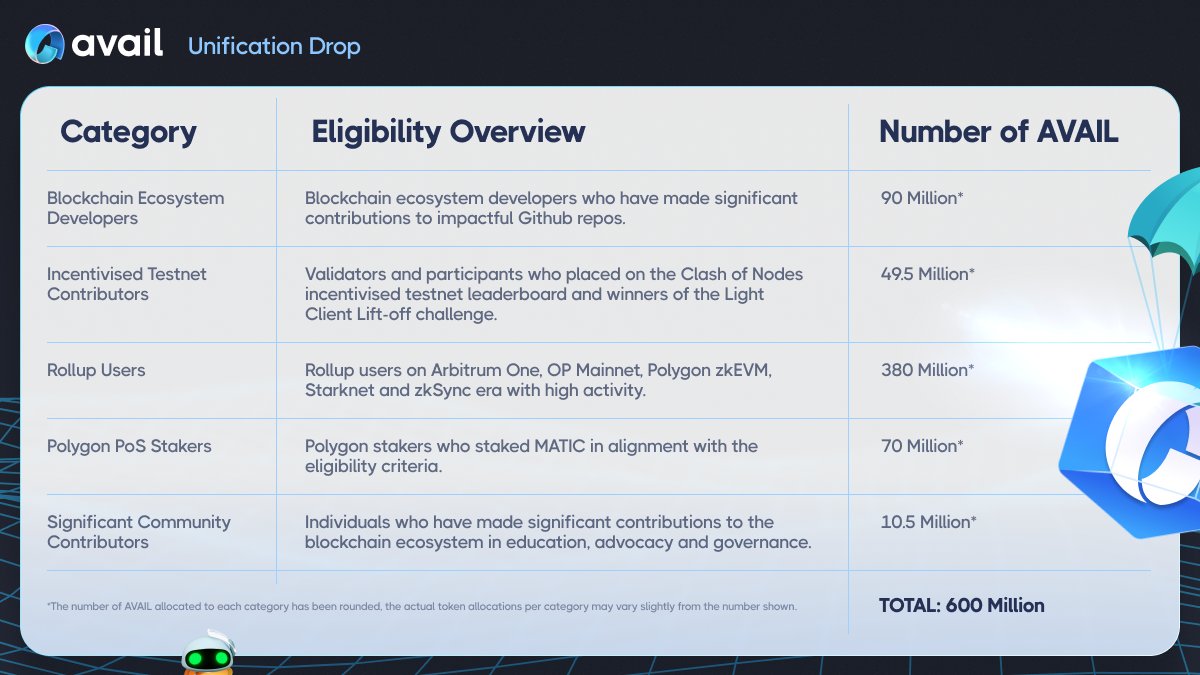 avail Unification Drop
Category
Eligibility Overview
Number of AVAIL
Blockchain Ecosystem
Developers
Blockchain ecosystem developers who have made significant
contributions to impactful Github repos.
90 Million*
Incentivised Testnet
Contributors
Validators and participants who placed on the Clash of Nodes
incentivised testnet leaderboard and winners of the Light
Client Lift-off challenge.
49.5 Million*
Rollup Users
Rollup users on Arbitrum One, OP Mainnet, Polygon zkEVM,
Starknet and zkSync era with high activity.
380 Million*
Polygon PoS Stakers
Polygon stakers who staked MATIC in alignment with the
eligibility criteria.
70 Million*
Significant Community
Contributors
Individuals who have made significant contributions to the
blockchain ecosystem in education, advocacy and governance.
10.5 Million*
*The number of AVAIL allocated to each category has been rounded, the actual token allocations per category may vary slightly from the number shown.
TOTAL: 600 Million